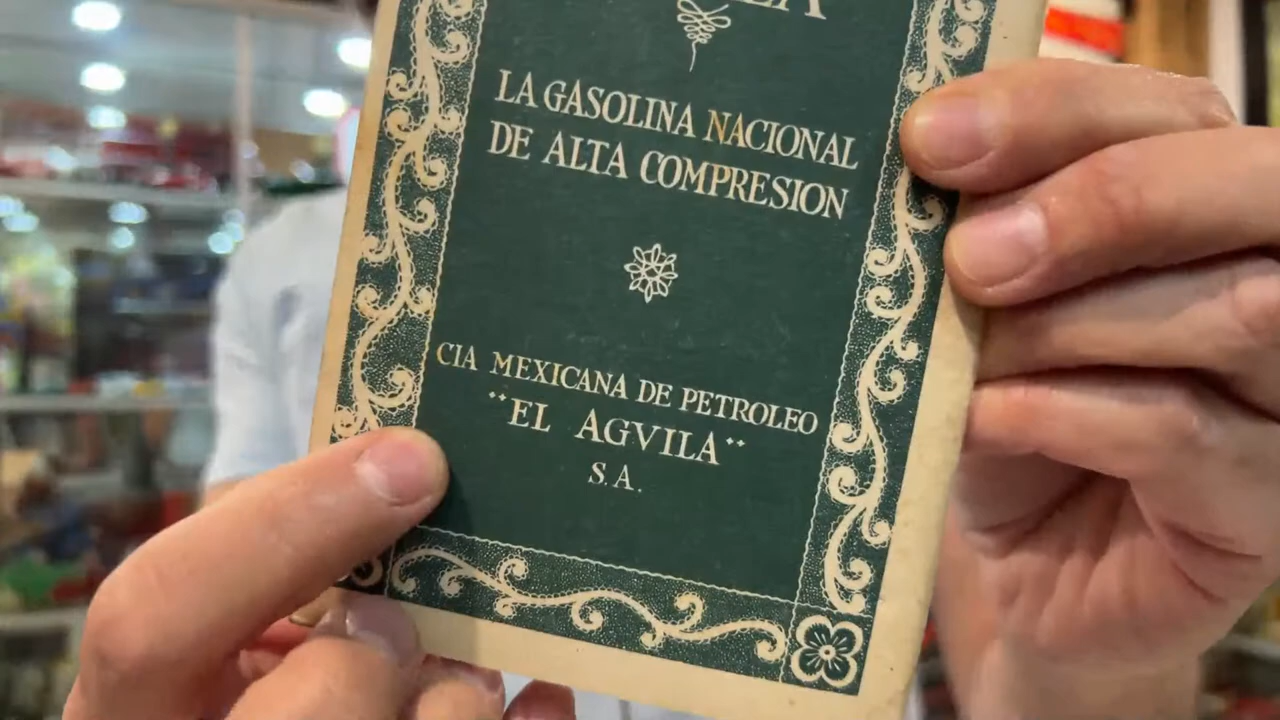 LA GASOLINA NACIONAL
DE ALTA COMPRESION
CIA MEXICANA DE PETROLEO
"EL AGVILA"
S.A.